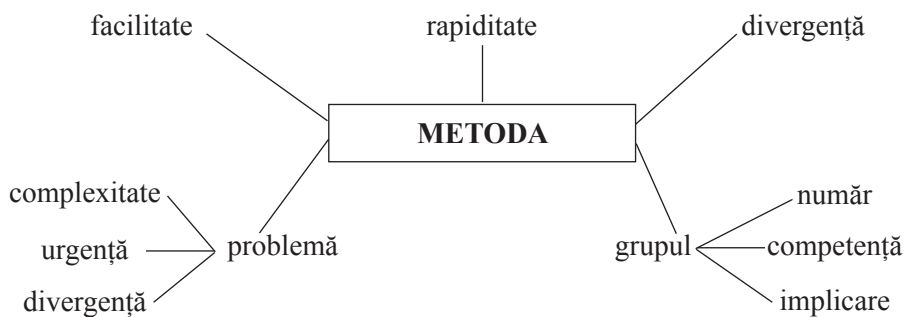 facilitate rapiditate divergență
METODA
complexitate număr
urgență problemă grupul competență
divergență implicare